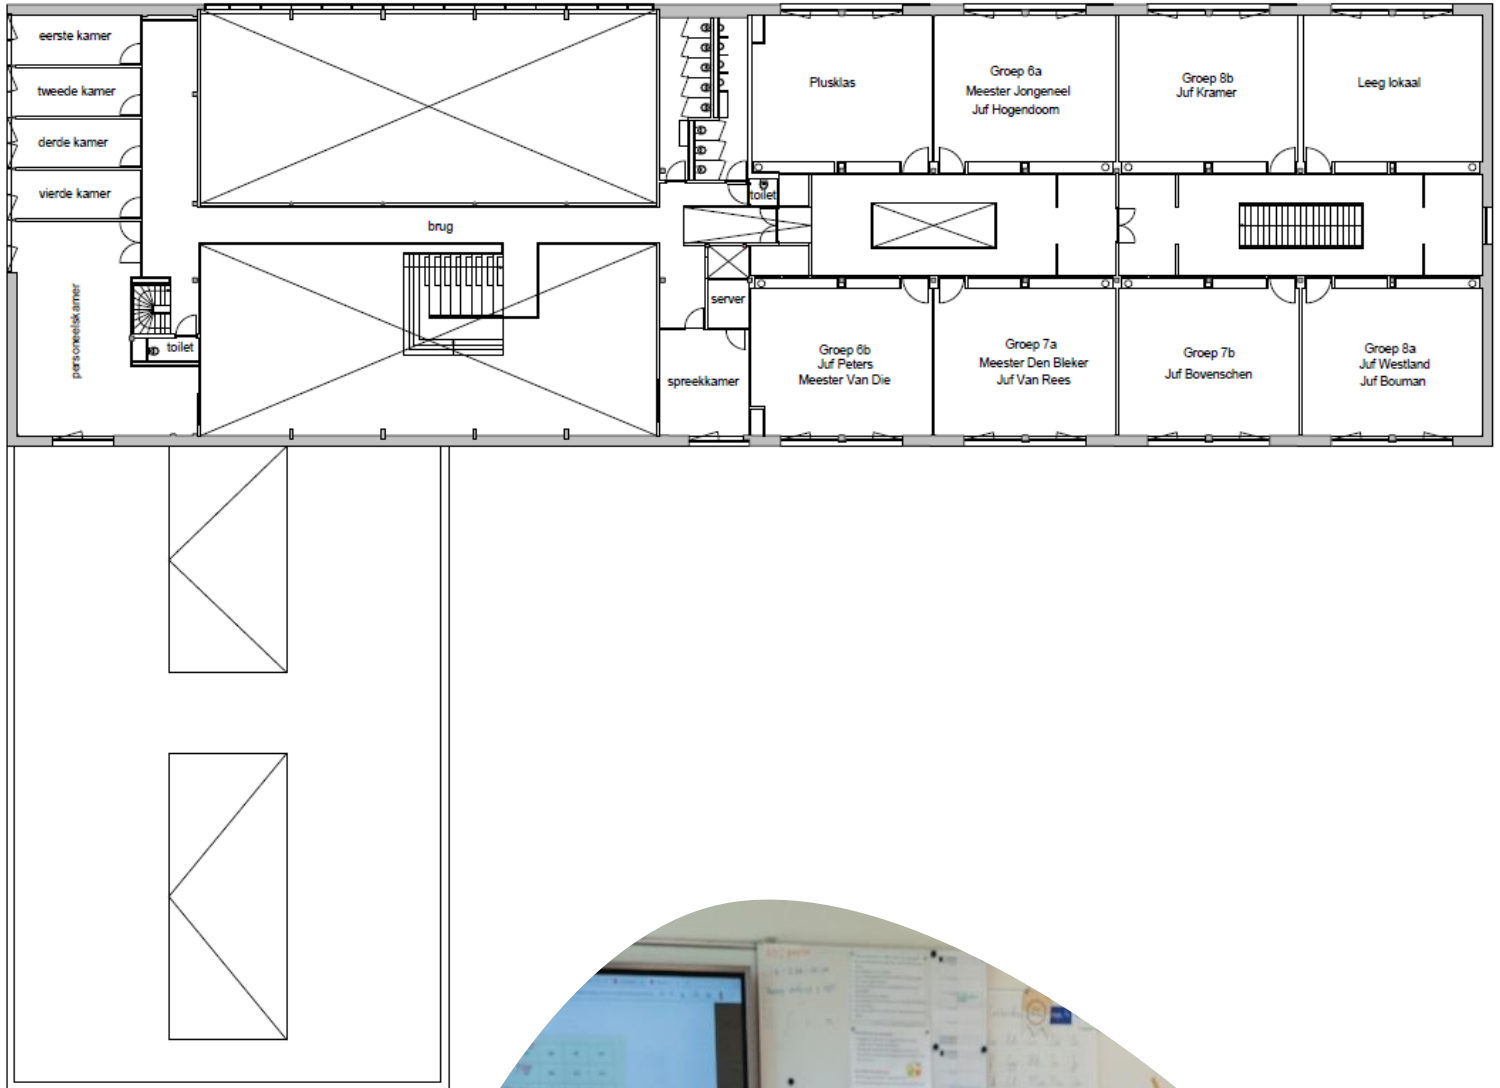 eerste kamer
tweede kamer
derde kamer
vierde kamer
personeelskamer
toilet
brug
toilet
server
spreekkamer
Plusklas
Groep 6a
Meester Jongeneel
Juf Hogendoorn
Groep 8b
Juf Kramer
Leeg lokaal
Groep 6b
Juf Peters
Meester Van Die
Groep 7a
Meester Den Bleker
Juf Van Rees
Groep 7b
Juf Bovenschen
Groep 8a
Juf Westland
Juf Bouman